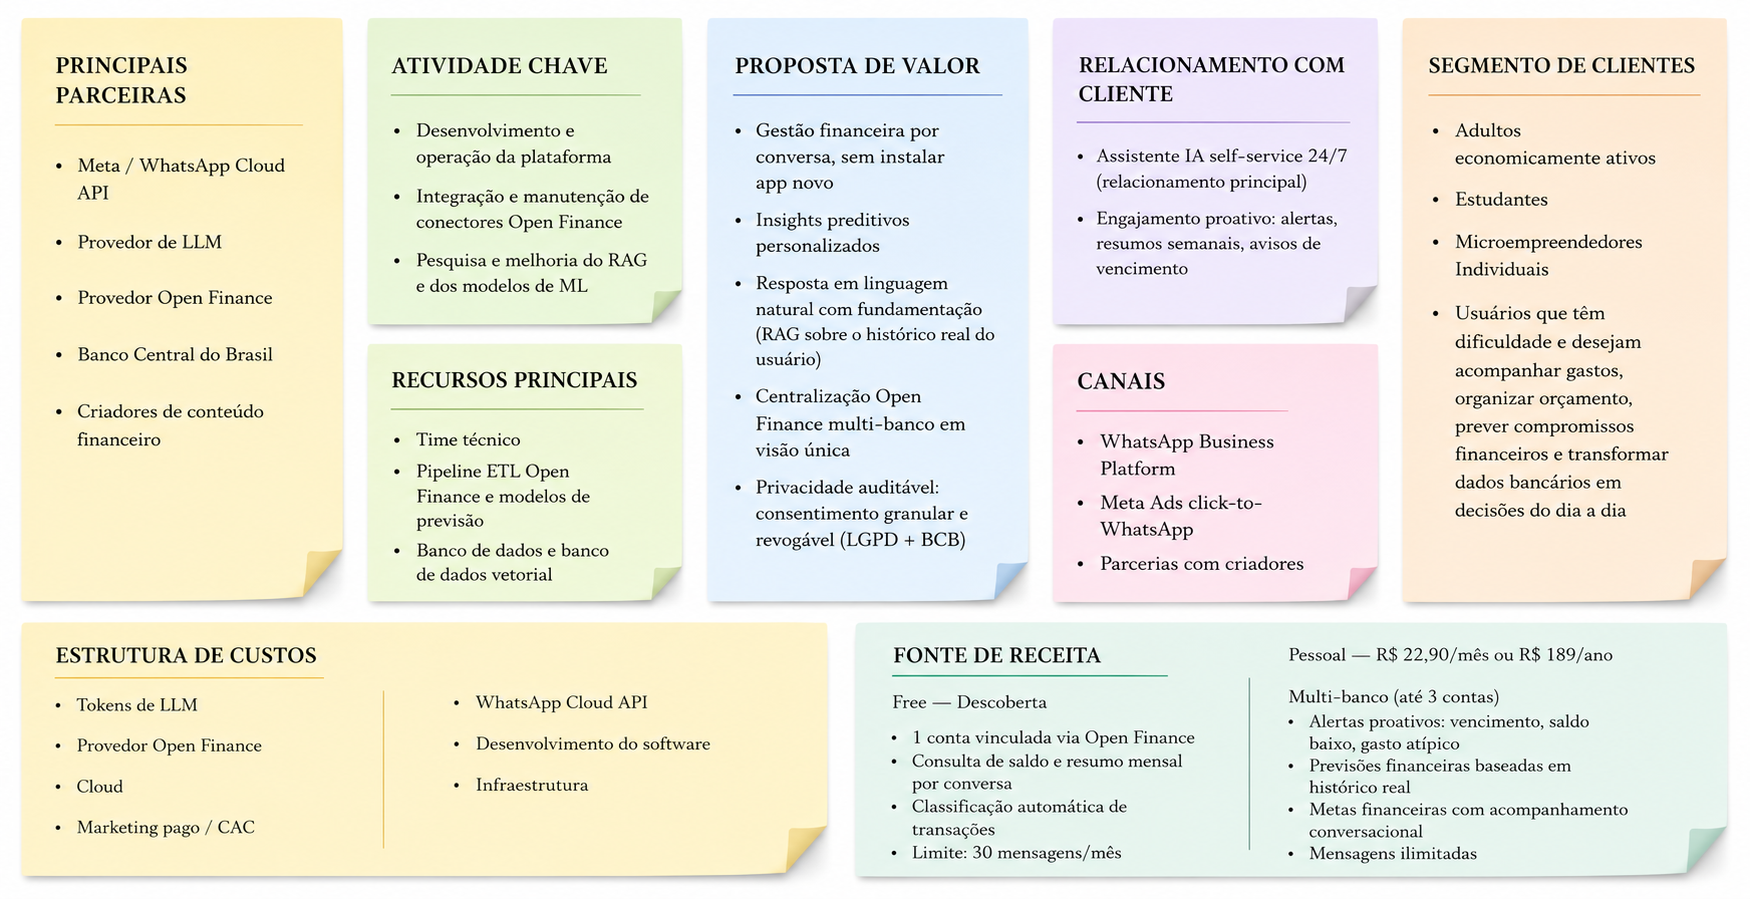 PRINCIPAIS
PARCEIRAS
• Meta / WhatsApp Cloud
API
• Provedor de LLM
• Provedor Open Finance
• Banco Central do Brasil
• Criadores de conteúdo
financeiro
ATIVIDADE CHAVE
• Desenvolvimento e
operação da plataforma
• Integração e manutenção de
conectores Open Finance
• Pesquisa e melhoria do RAG
e dos modelos de ML
RECURSOS PRINCIPAIS
• Time técnico
• Pipeline ETL Open
Finance e modelos de
previsão
• Banco de dados e banco
de dados vetorial
PROPOSTA DE VALOR
• Gestão financeira por
conversa, sem instalar
app novo
• Insights preditivos
personalizados
• Resposta em linguagem
natural com fundamentação
(RAG sobre o histórico real do
usuário)
• Centralização Open
Finance multi-banco em
visão única
• Privacidade auditável:
consentimento granular e
revogável (LGPD + BCB)
RELACIONAMENTO COM
CLIENTE
• Assistente IA self-service 24/7
(relacionamento principal)
• Engajamento proativo: alertas,
resumos semanais, avisos de
vencimento
CANAIS
• WhatsApp Business
Platform
• Meta Ads click-to-
WhatsApp
• Parcerias com criadores
SEGMENTO DE CLIENTES
• Adultos
economicamente ativos
• Estudantes
• Microempreendedores
Individuais
• Usuários que têm
dificuldade e desejam
acompanhar gastos,
organizar orçamento,
prever compromissos
financeiros e transformar
dados bancários em
decisões do dia a dia
ESTRUTURA DE CUSTOS
• Tokens de LLM
• Provedor Open Finance
• Cloud
• Marketing pago / CAC
• WhatsApp Cloud API
• Desenvolvimento do software
• Infraestrutura
FONTE DE RECEITA
Free — Descoberta
• 1 conta vinculada via Open Finance
• Consulta de saldo e resumo mensal
por conversa
• Classificação automática de
transações
• Limite: 30 mensagens/mês
Pessoal — R$ 22,90/mês ou R$ 189/ano
Multi-banco (até 3 contas)
• Alertas proativos: vencimento, saldo
baixo, gasto atípico
• Previsões financeiras baseadas em
histórico real
• Metas financeiras com acompanhamento
conversacional
• Mensagens ilimitadas